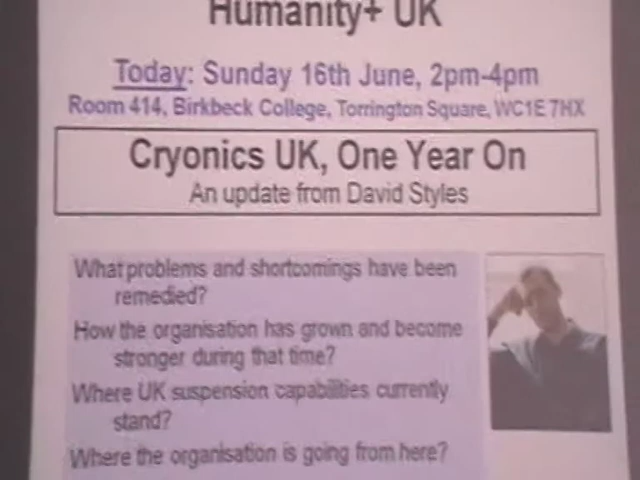 Humanity+ UK
Today: Sunday 16th June, 2pm-4pm
Room 414, Birkbeck College, Torrington Square, WC1E 7HX
Cryonics UK, One Year On
An update from David Styles
What problems and shortcomings have been
remedied?
How the organisation has grown and become
stronger during that time?
Where UK suspension capabilities currently
stand?
Where the organisation is going from here?